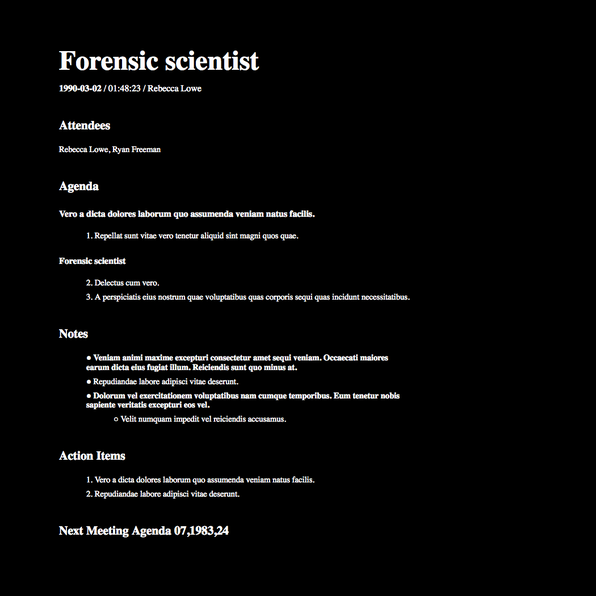 Forensic scientist
1990-03-02 / 01:48:23 / Rebecca Lowe
Attendees
Rebecca Lowe, Ryan Freeman
Agenda
Vero a dicta dolores laborum quo assumenda veniam natus facilis.
1. Repellat sunt vitae vero tenetur aliquid sint magni quos quae.
Forensic scientist
2. Delectus cum vero.
3. A perspiciatis eius nostrum quae voluptatibus quas corporis sequi quas incidunt necessitatibus.
Notes
● Veniam animi maxime excepturi consectetur amet sequi veniam. Occaecati maiores
earum dicta eius fugiat illum. Reiciendis sunt quo minus at.
● Repudiandae labore adipisci vitae deserunt.
● Dolorum vel exercitationem voluptatibus nam cumque temporibus. Eum tenetur nobis
sapiente veritatis excepturi eos vel.
○ Velit numquam impedit vel reiciendis accusamus.
Action Items
1. Vero a dicta dolores laborum quo assumenda veniam natus facilis.
2. Repudiandae labore adipisci vitae deserunt.
Next Meeting Agenda 07,1983,24